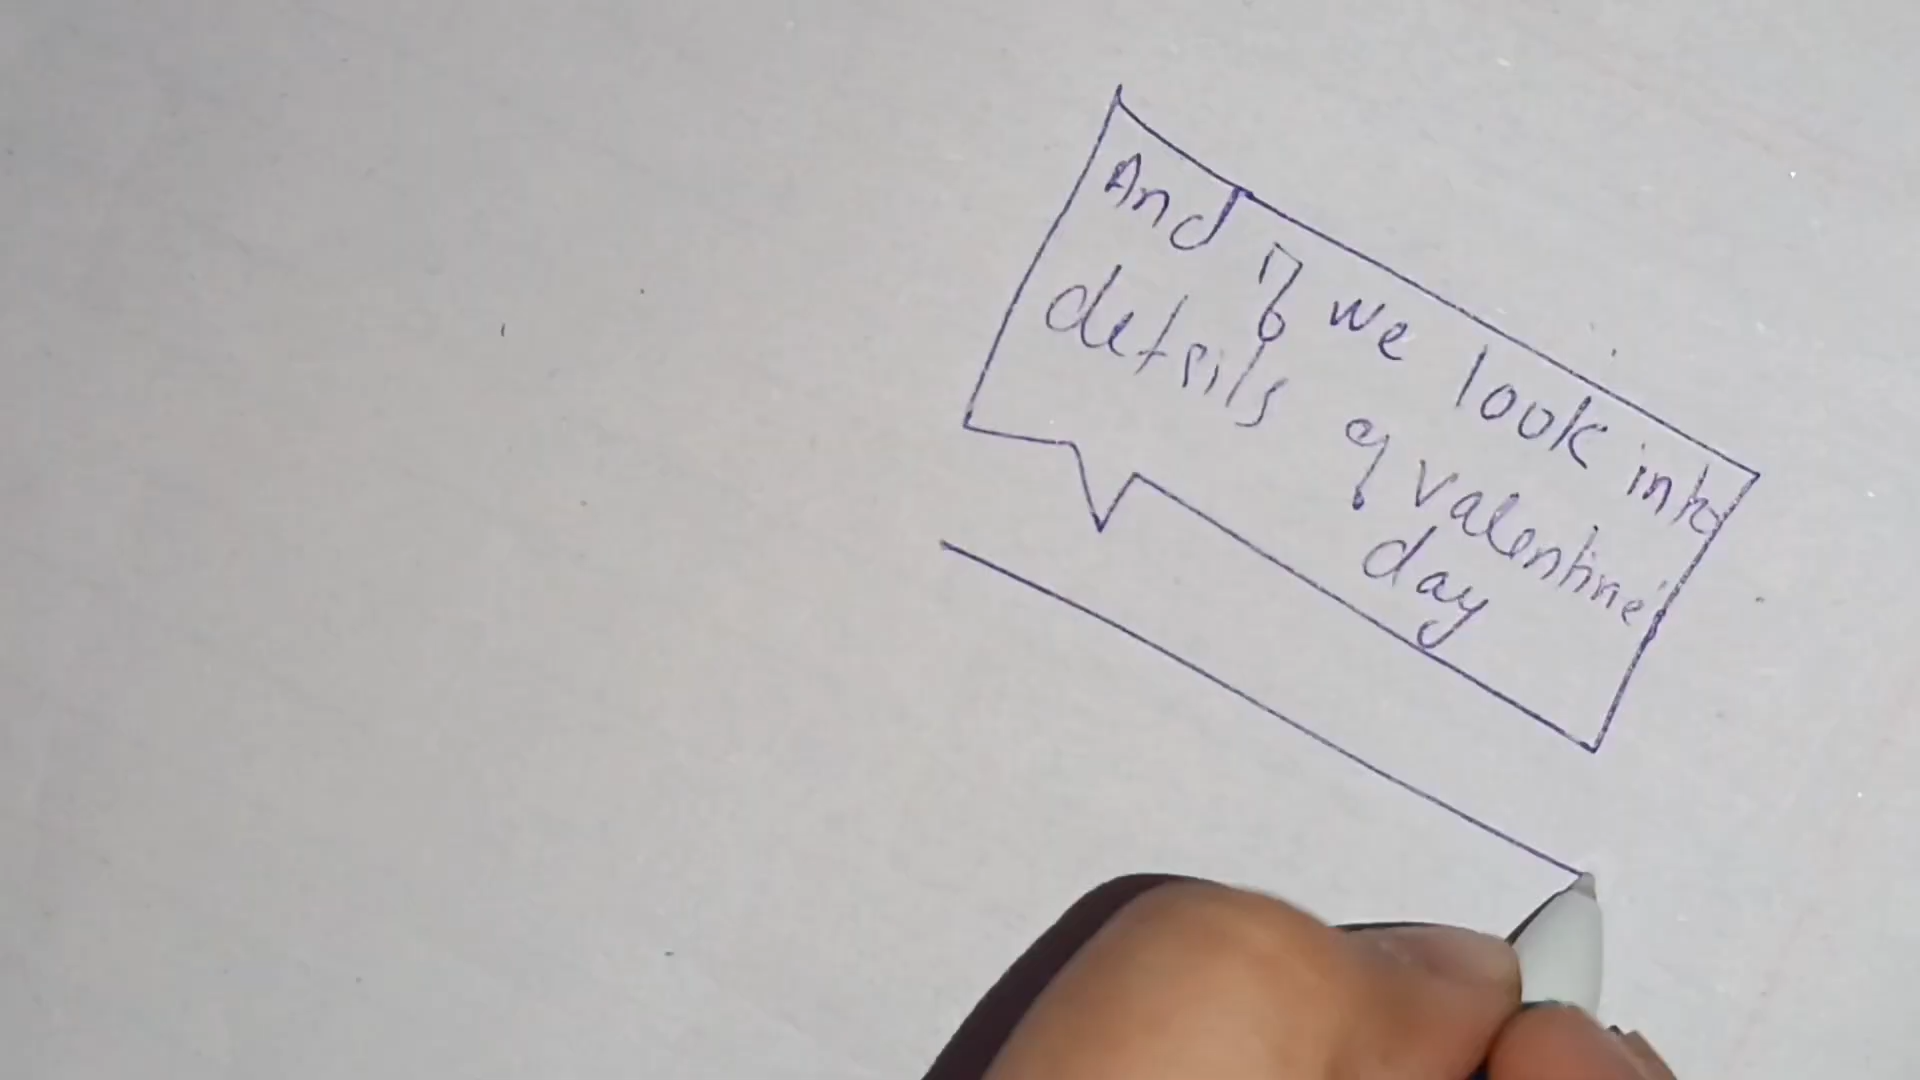 And if we look into
details of valentine's
day